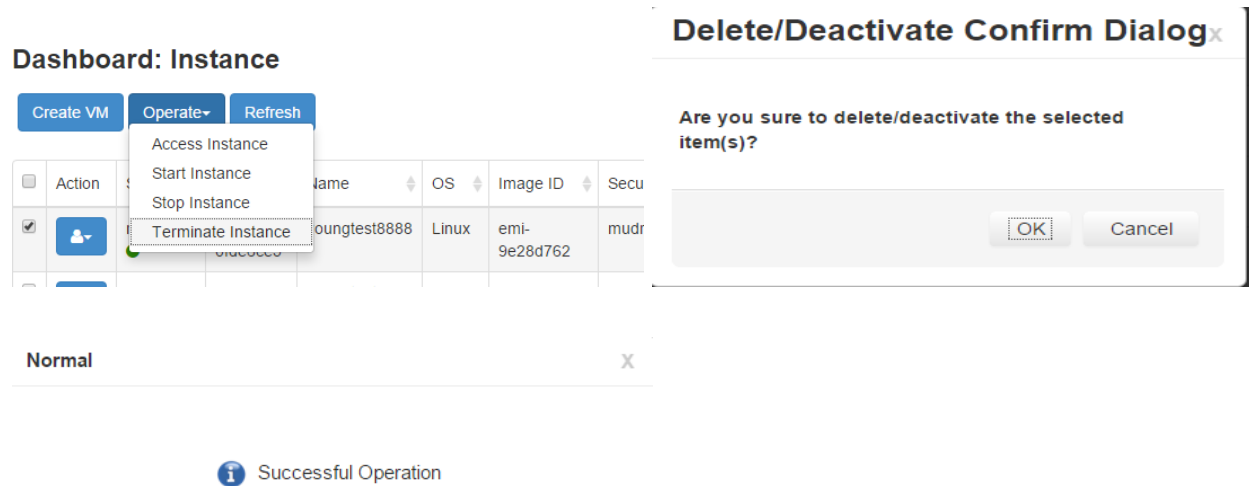 Dashboard: Instance
Create VM
Operate
Refresh
Access Instance
Start Instance
Stop Instance
Terminate Instance
Action
Name
OS
Image ID
oungtest8888
Linux
emi-
9e28d762
Delete/Deactivate Confirm Dialog
x
Are you sure to delete/deactivate the selected
item(s)?
OK
Cancel
Normal
x
Successful Operation